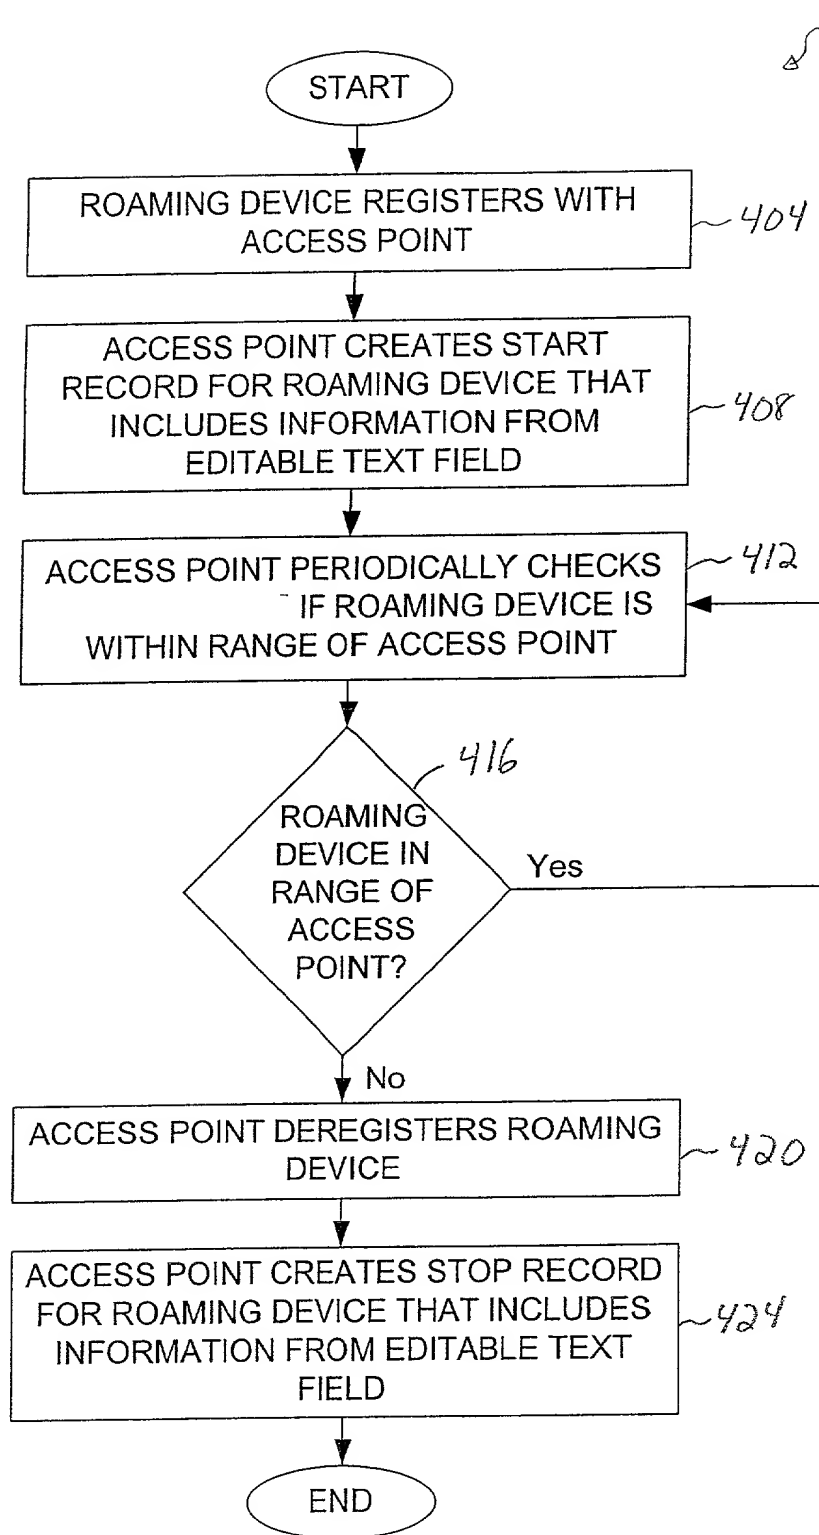 START
ROAMING DEVICE REGISTERS WITH
ACCESS POINT
404
ACCESS POINT CREATES START
RECORD FOR ROAMING DEVICE THAT
INCLUDES INFORMATION FROM
EDITABLE TEXT FIELD
408
ACCESS POINT PERIODICALLY CHECKS
IF ROAMING DEVICE IS
WITHIN RANGE OF ACCESS POINT
412
416
ROAMING
DEVICE IN
RANGE OF
ACCESS
POINT?
Yes
No
ACCESS POINT DEREGISTERS ROAMING
DEVICE
420
ACCESS POINT CREATES STOP RECORD
FOR ROAMING DEVICE THAT INCLUDES
INFORMATION FROM EDITABLE TEXT
FIELD
424
END